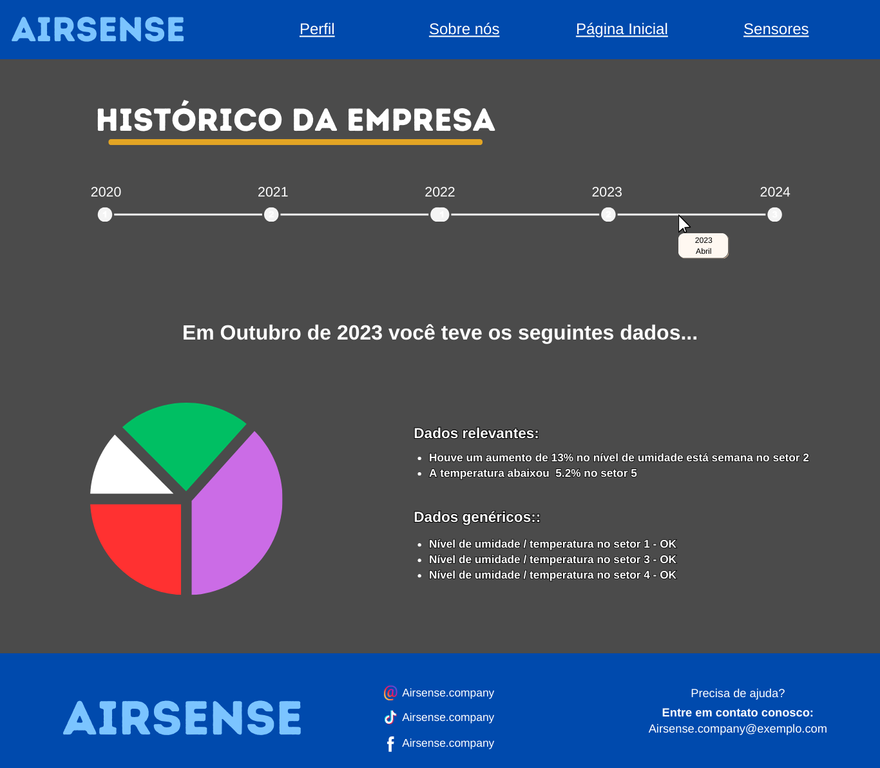 AIRSENSE
Perfil
Sobre nós
Página Inicial
Sensores
HISTÓRICO DA EMPRESA
2020
2021
2022
2023
2024
2023
Abril
Em Outubro de 2023 você teve os seguintes dados...
Dados relevantes:
Houve um aumento de 13% no nível de umidade está semana no setor 2
A temperatura abaixou 5.2% no setor 5
Dados genéricos::
Nível de umidade / temperatura no setor 1 - OK
Nível de umidade / temperatura no setor 3 - OK
Nível de umidade / temperatura no setor 4 - OK
AIRSENSE
Airsense.company
Airsense.company
Airsense.company
Precisa de ajuda?
Entre em contato conosco:
Airsense.company@exemplo.com